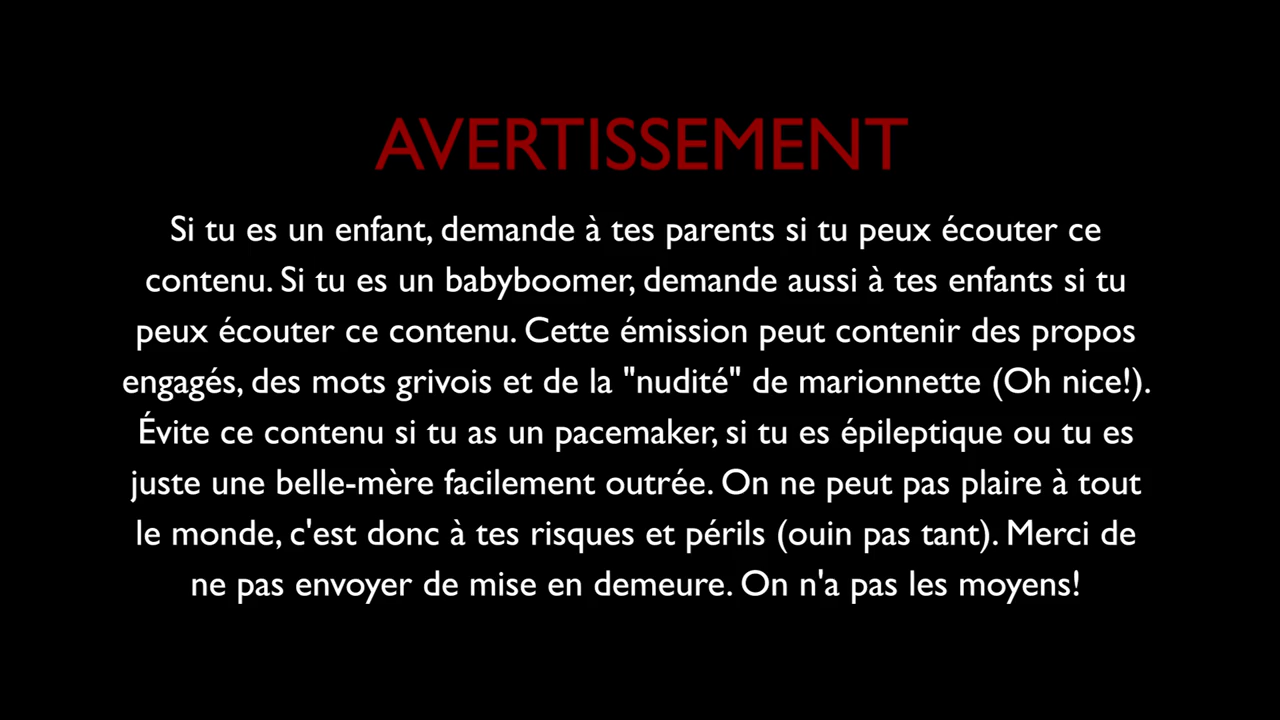 AVERTISSEMENT
Si tu es un enfant, demande à tes parents si tu peux écouter ce
contenu. Si tu es un babyboomer, demande aussi à tes enfants si tu
peux écouter ce contenu. Cette émission peut contenir des propos
engagés, des mots grivois et de la "nudité" de marionnette (Oh nice!).
Évite ce contenu si tu as un pacemaker, si tu es épileptique ou tu es
juste une belle-mère facilement outrée. On ne peut pas plaire à tout
le monde, c'est donc à tes risques et périls (ouin pas tant). Merci de
ne pas envoyer de mise en demeure. On n'a pas les moyens!